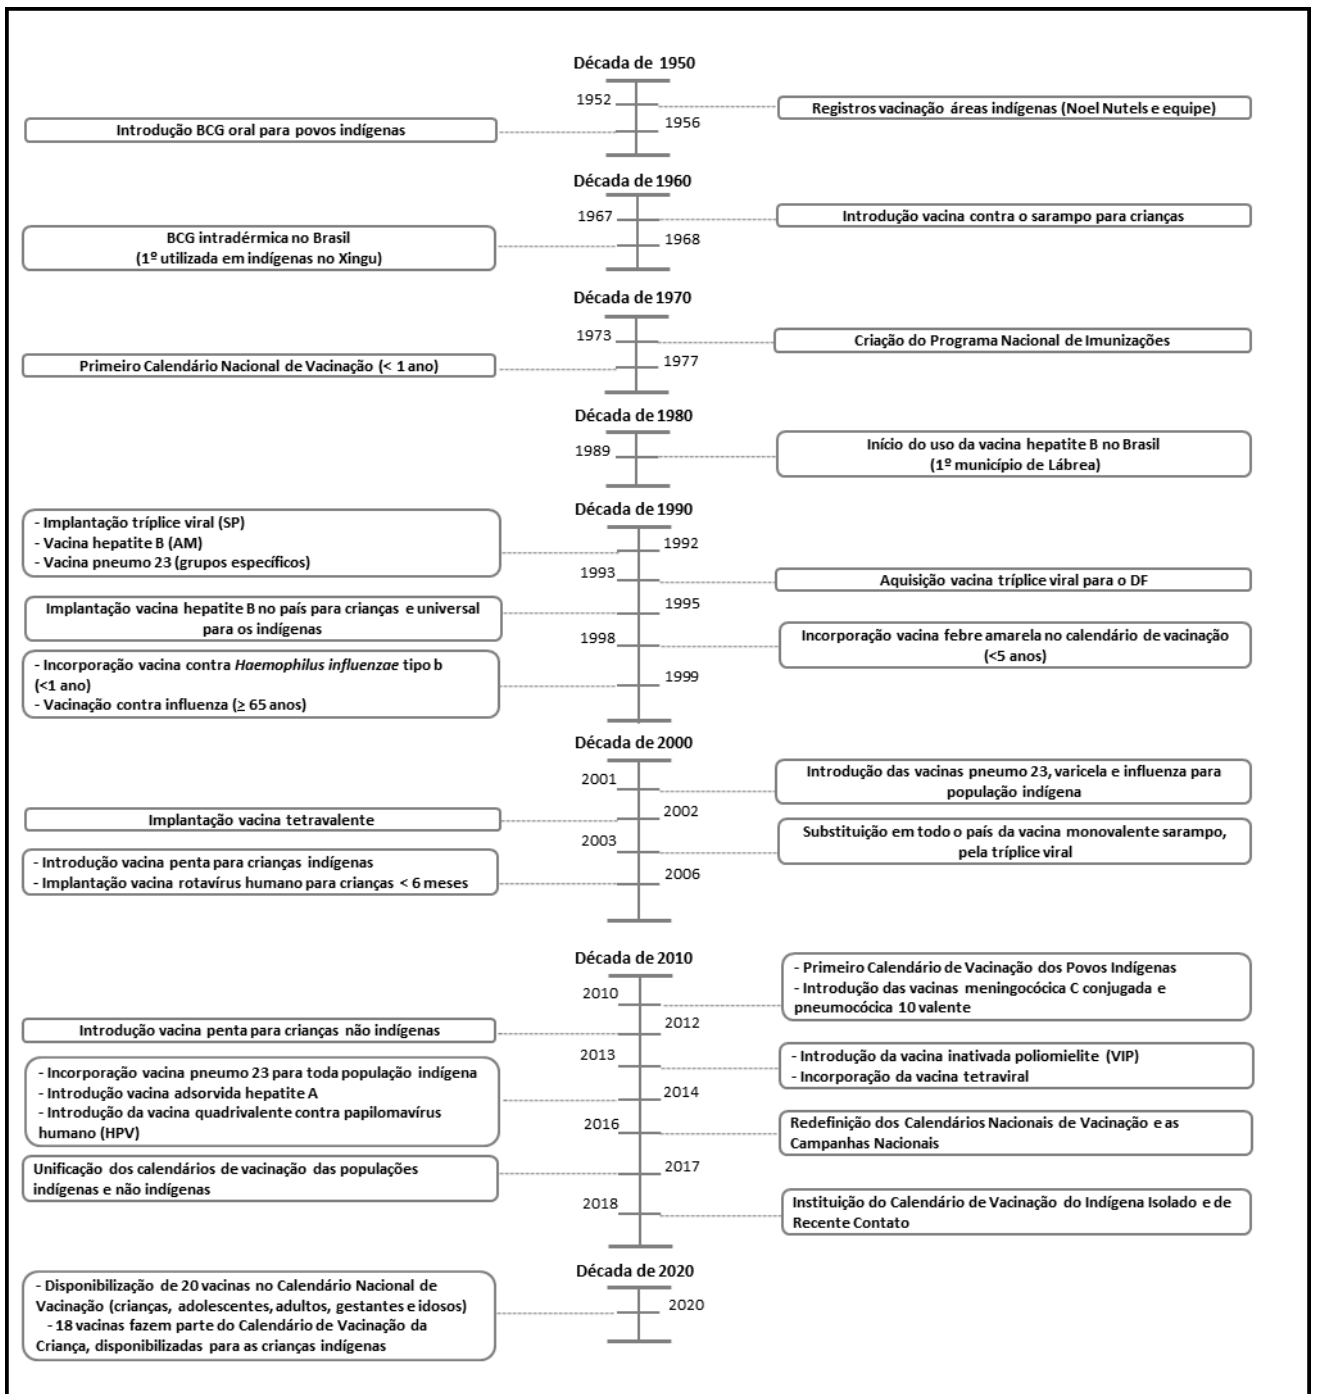 Década de 1950
1952
Registros vacinação áreas indígenas (Noel Nutels e equipe)
Introdução BCG oral para povos indígenas
1956
Década de 1960
1967
Introdução vacina contra o sarampo para crianças
BCG intradérmica no Brasil
(1º utilizada em indígenas no Xingu)
1968
Década de 1970
1973
Criação do Programa Nacional de Imunizações
Primeiro Calendário Nacional de Vacinação (< 1 ano)
1977
Década de 1980
1989
Início do uso da vacina hepatite B no Brasil
(1º município de Lábrea)
Década de 1990
- Implantação tríplice viral (SP)
- Vacina hepatite B (AM)
- Vacina pneumo 23 (grupos específicos)
1992
1993
Aquisição vacina tríplice viral para o DF
Implantação vacina hepatite B no país para crianças e universal
para os indígenas
1995
1998
Incorporação vacina febre amarela no calendário de vacinação
(<5 anos)
- Incorporação vacina contra Haemophilus influenzae tipo b
(<1 ano)
- Vacinação contra influenza (≥ 65 anos)
1999
Década de 2000
2001
Introdução das vacinas pneumo 23, varicela e influenza para
população indígena
Implantação vacina tetravalente
2002
2003
Substituição em todo o país da vacina monovalente sarampo,
pela tríplice viral
- Introdução vacina penta para crianças indígenas
- Implantação vacina rotavírus humano para crianças < 6 meses
2006
Década de 2010
2010
- Primeiro Calendário de Vacinação dos Povos Indígenas
- Introdução das vacinas meningocócica C conjugada e
pneumocócica 10 valente
Introdução vacina penta para crianças não indígenas
2012
2013
- Introdução da vacina inativada poliomielite (VIP)
- Incorporação da vacina tetraviral
- Incorporação vacina pneumo 23 para toda população indígena
- Introdução vacina adsorvida hepatite A
- Introdução da vacina quadrivalente contra papilomavírus
humano (HPV)
2014
2016
Redefinição dos Calendários Nacionais de Vacinação e as
Campanhas Nacionais
Unificação dos calendários de vacinação das populações
indígenas e não indígenas
2017
2018
Instituição do Calendário de Vacinação do Indígena Isolado e de
Recente Contato
Década de 2020
- Disponibilização de 20 vacinas no Calendário Nacional de
Vacinação (crianças, adolescentes, adultos, gestantes e idosos)
- 18 vacinas fazem parte do Calendário de Vacinação da
Criança, disponibilizadas para as crianças indígenas
2020